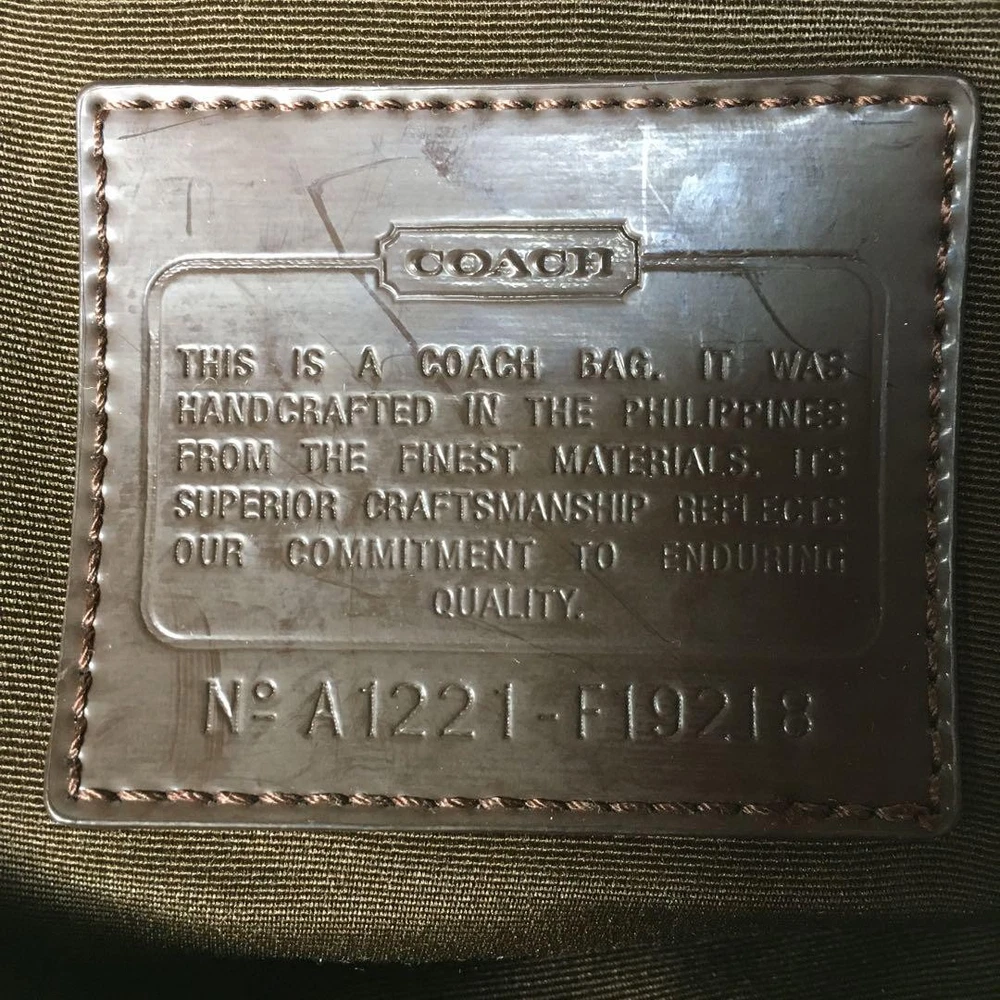 COACH
THIS IS A COACH BAG. IT WAS
HANDCRAFTED IN THE PHILIPPINES
FROM THE FINEST MATERIALS. ITS
SUPERIOR CRAFTSMANSHIP REFLECTS
OUR COMMITMENT TO ENDURING
QUALITY.
Nº A1221-F19218